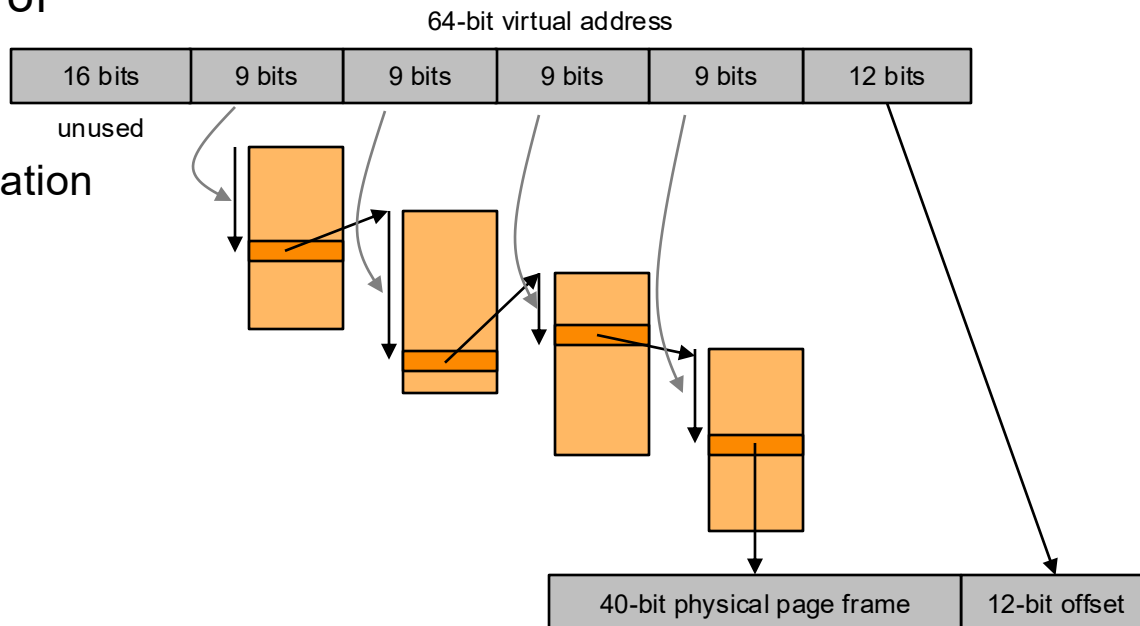 of
64-bit virtual address
16 bits 9 bits 9 bits 9 bits 9 bits 12 bits
unused
ation
40-bit physical page frame 12-bit offset